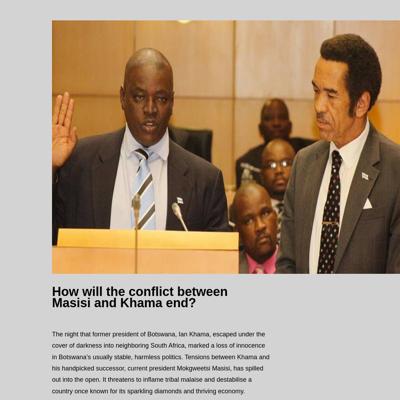 How will the conflict between
Masisi and Khama end?
The night that former president of Botswana, Ian Khama, escaped under the
cover of darkness into neighboring South Africa, marked a loss of innocence
in Botswana's usually stable, harmless politics. Tensions between Khama and
his handpicked successor, current president Mokgweetsi Masisi, has spilled
out into the open. It threatens to inflame tribal malaise and destabilise a
country once known for its sparkling diamonds and thriving economy.